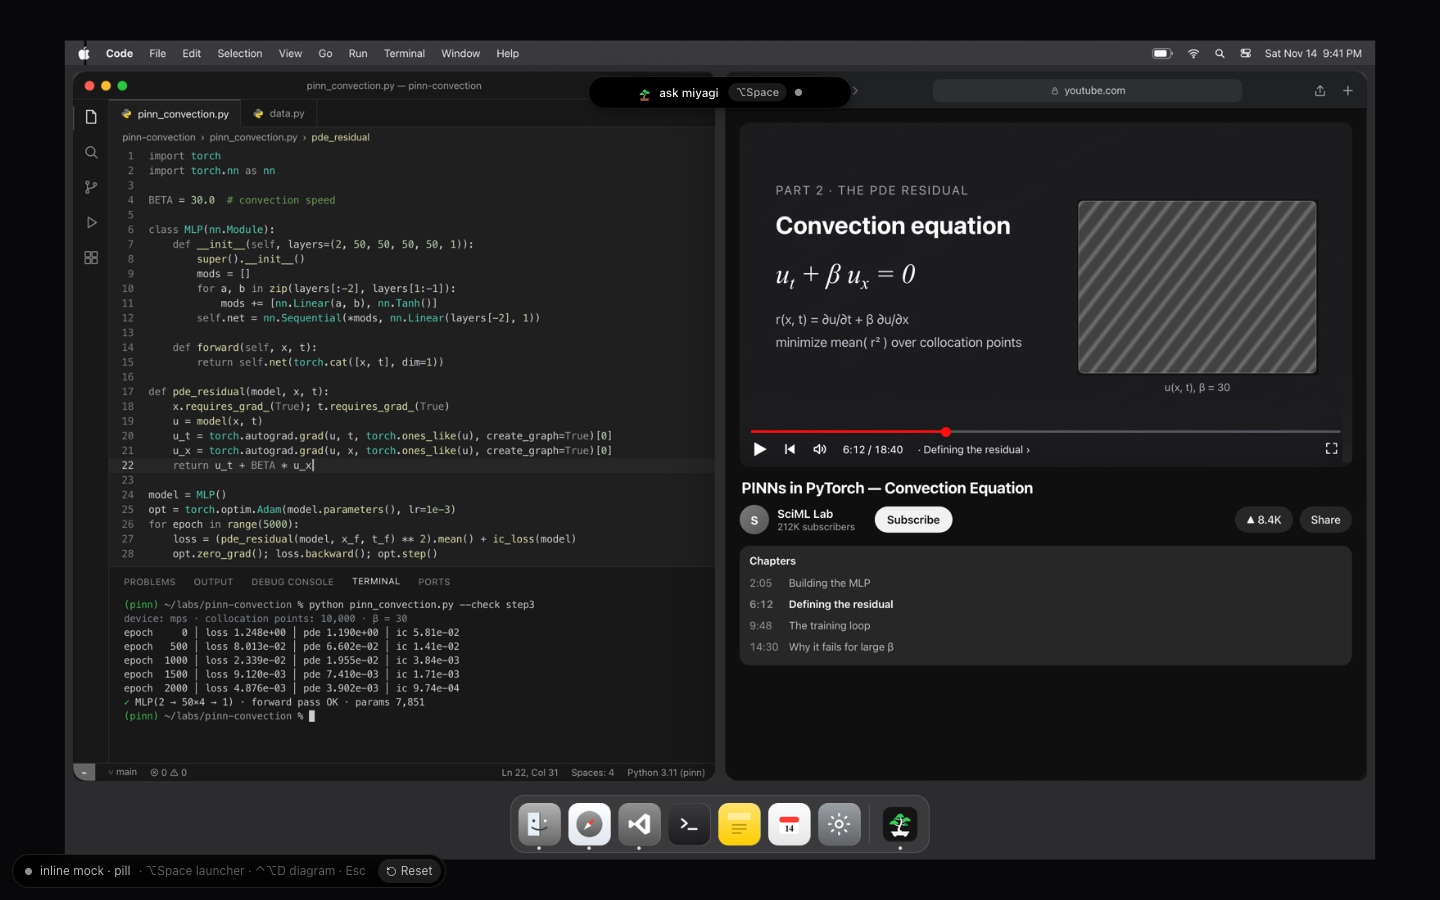 Code File Edit Selection View Go Run Terminal Window Help
Sat Nov 14 9:41 PM
pinn_convection.py — pinn-convection
ask miyagi ⌥Space
youtube.com
pinn_convection.py data.py
pinn-convection › pinn_convection.py › pde_residual
1 import torch
2 import torch.nn as nn
3
4 BETA = 30.0 # convection speed
5
6 class MLP(nn.Module):
7 def __init__(self, layers=(2, 50, 50, 50, 50, 1)):
8 super().__init__()
9 mods = []
10 for a, b in zip(layers[:-2], layers[1:-1]):
11 mods += [nn.Linear(a, b), nn.Tanh()]
12 self.net = nn.Sequential(*mods, nn.Linear(layers[-2], 1))
13
14 def forward(self, x, t):
15 return self.net(torch.cat([x, t], dim=1))
16
17 def pde_residual(model, x, t):
18 x.requires_grad_(True); t.requires_grad_(True)
19 u = model(x, t)
20 u_t = torch.autograd.grad(u, t, torch.ones_like(u), create_graph=True)[0]
21 u_x = torch.autograd.grad(u, x, torch.ones_like(u), create_graph=True)[0]
22 return u_t + BETA * u_x
23
24 model = MLP()
25 opt = torch.optim.Adam(model.parameters(), lr=1e-3)
26 for epoch in range(5000):
27 loss = (pde_residual(model, x_f, t_f) ** 2).mean() + ic_loss(model)
28 opt.zero_grad(); loss.backward(); opt.step()
PROBLEMS OUTPUT DEBUG CONSOLE TERMINAL PORTS
(pinn) ~/labs/pinn-convection % python pinn_convection.py --check step3
device: mps · collocation points: 10,000 · β = 30
epoch 0 | loss 1.248e+00 | pde 1.190e+00 | ic 5.81e-02
epoch 500 | loss 8.013e-02 | pde 6.602e-02 | ic 1.41e-02
epoch 1000 | loss 2.339e-02 | pde 1.955e-02 | ic 3.84e-03
epoch 1500 | loss 9.120e-03 | pde 7.410e-03 | ic 1.71e-03
epoch 2000 | loss 4.876e-03 | pde 3.902e-03 | ic 9.74e-04
✓ MLP(2 → 50×4 → 1) · forward pass OK · params 7,851
(pinn) ~/labs/pinn-convection %
main 0 0 Ln 22, Col 31 Spaces: 4 Python 3.11 (pinn)
PART 2 · THE PDE RESIDUAL
Convection equation
u_t + β u_x = 0
r(x, t) = ∂u/∂t + β ∂u/∂x
minimize mean( r² ) over collocation points
u(x, t), β = 30
6:12 / 18:40 · Defining the residual ›
PINNs in PyTorch — Convection Equation
S
SciML Lab
212K subscribers
Subscribe
▲ 8.4K
Share
Chapters
2:05 Building the MLP
6:12 Defining the residual
9:48 The training loop
14:30 Why it fails for large β
14
inline mock · pill · ⌥Space launcher · ⌃⌥D diagram · Esc Reset